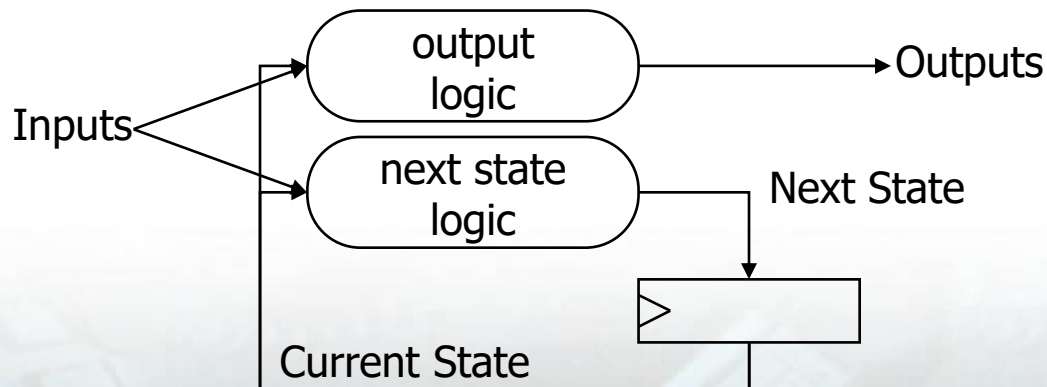 output
logic
Outputs
Inputs
next state
logic
Next State
Current State